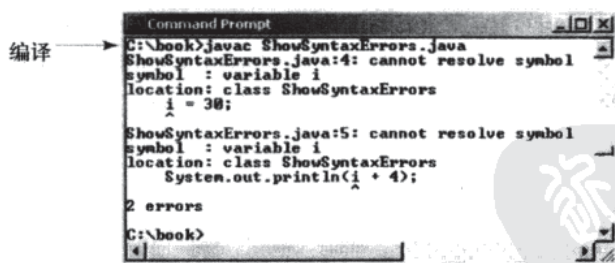 Command Prompt
编译
C:\book>javac ShowSyntaxErrors.java
ShowSyntaxErrors.java:4: cannot resolve symbol
symbol  : variable i
location: class ShowSyntaxErrors
    i = 30;
    ^
ShowSyntaxErrors.java:5: cannot resolve symbol
symbol  : variable i
location: class ShowSyntaxErrors
    System.out.println(i + 4);
                       ^
2 errors
C:\book>